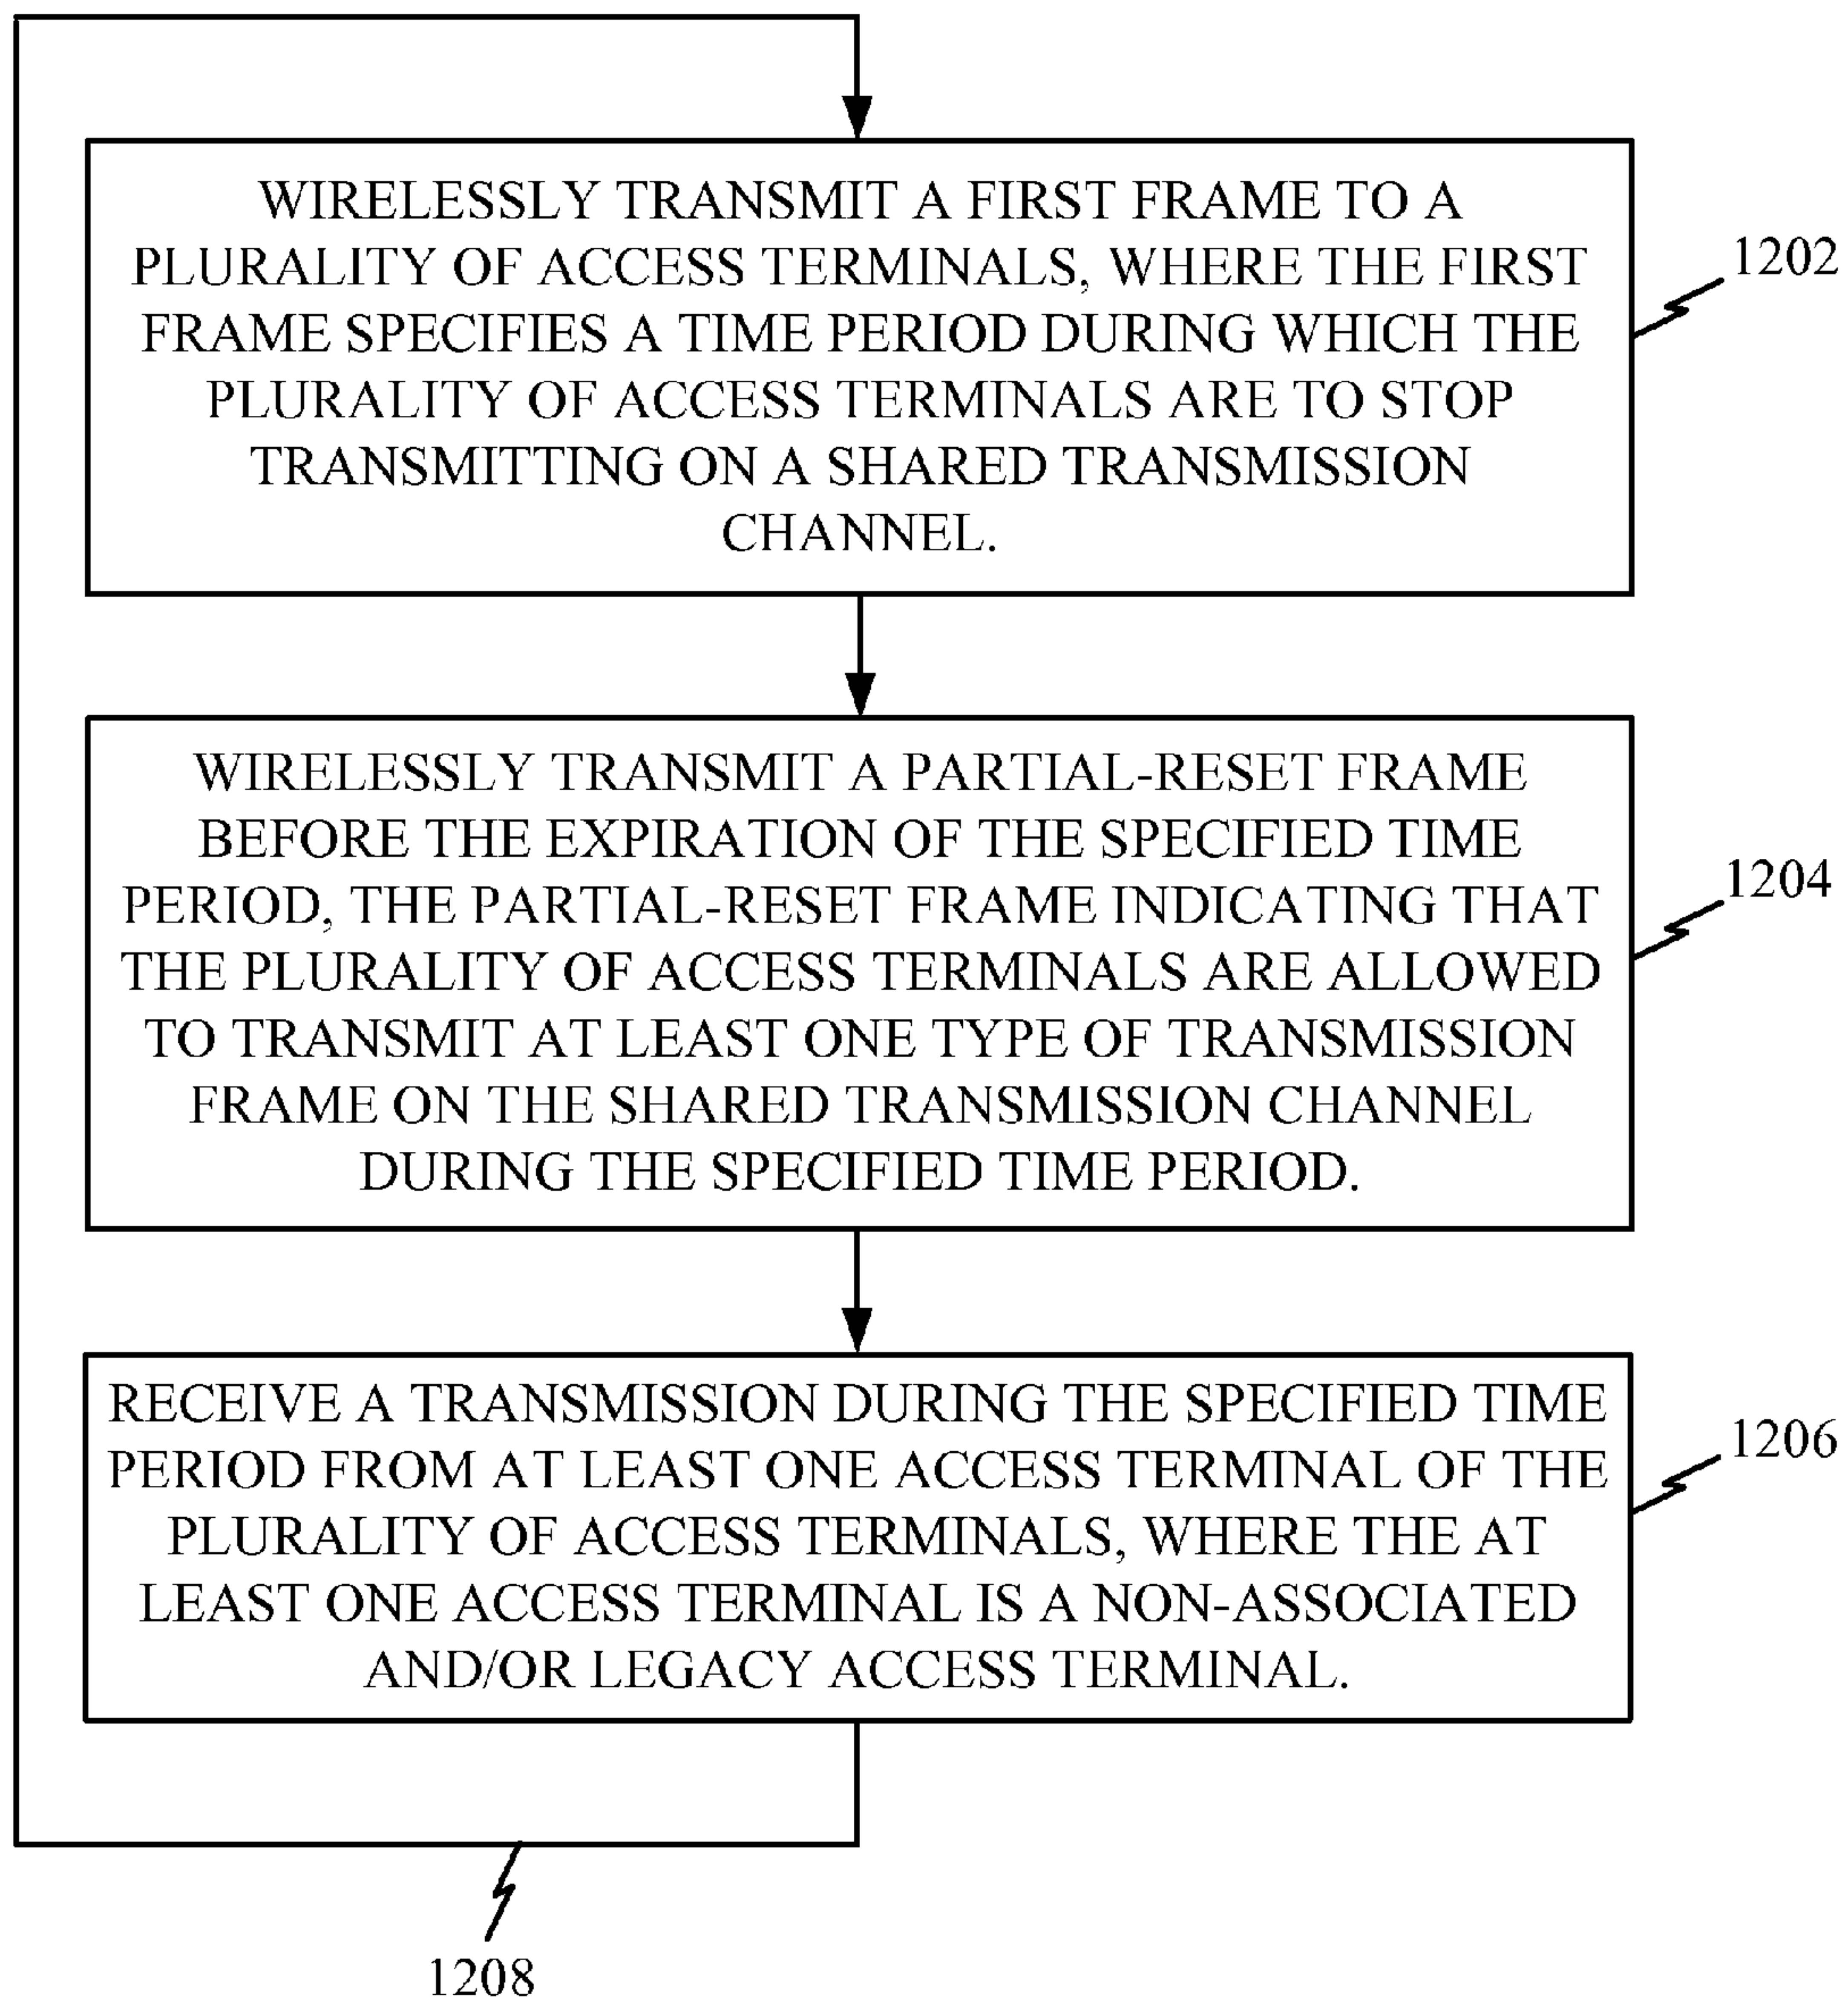 WIRELESSLY TRANSMIT A FIRST FRAME TO A
PLURALITY OF ACCESS TERMINALS, WHERE THE FIRST
FRAME SPECIFIES A TIME PERIOD DURING WHICH THE
PLURALITY OF ACCESS TERMINALS ARE TO STOP
TRANSMITTING ON A SHARED TRANSMISSION
CHANNEL.
1202
WIRELESSLY TRANSMIT A PARTIAL-RESET FRAME
BEFORE THE EXPIRATION OF THE SPECIFIED TIME
PERIOD, THE PARTIAL-RESET FRAME INDICATING THAT
THE PLURALITY OF ACCESS TERMINALS ARE ALLOWED
TO TRANSMIT AT LEAST ONE TYPE OF TRANSMISSION
FRAME ON THE SHARED TRANSMISSION CHANNEL
DURING THE SPECIFIED TIME PERIOD.
1204
RECEIVE A TRANSMISSION DURING THE SPECIFIED TIME
PERIOD FROM AT LEAST ONE ACCESS TERMINAL OF THE
PLURALITY OF ACCESS TERMINALS, WHERE THE AT
LEAST ONE ACCESS TERMINAL IS A NON-ASSOCIATED
AND/OR LEGACY ACCESS TERMINAL.
1206
1208